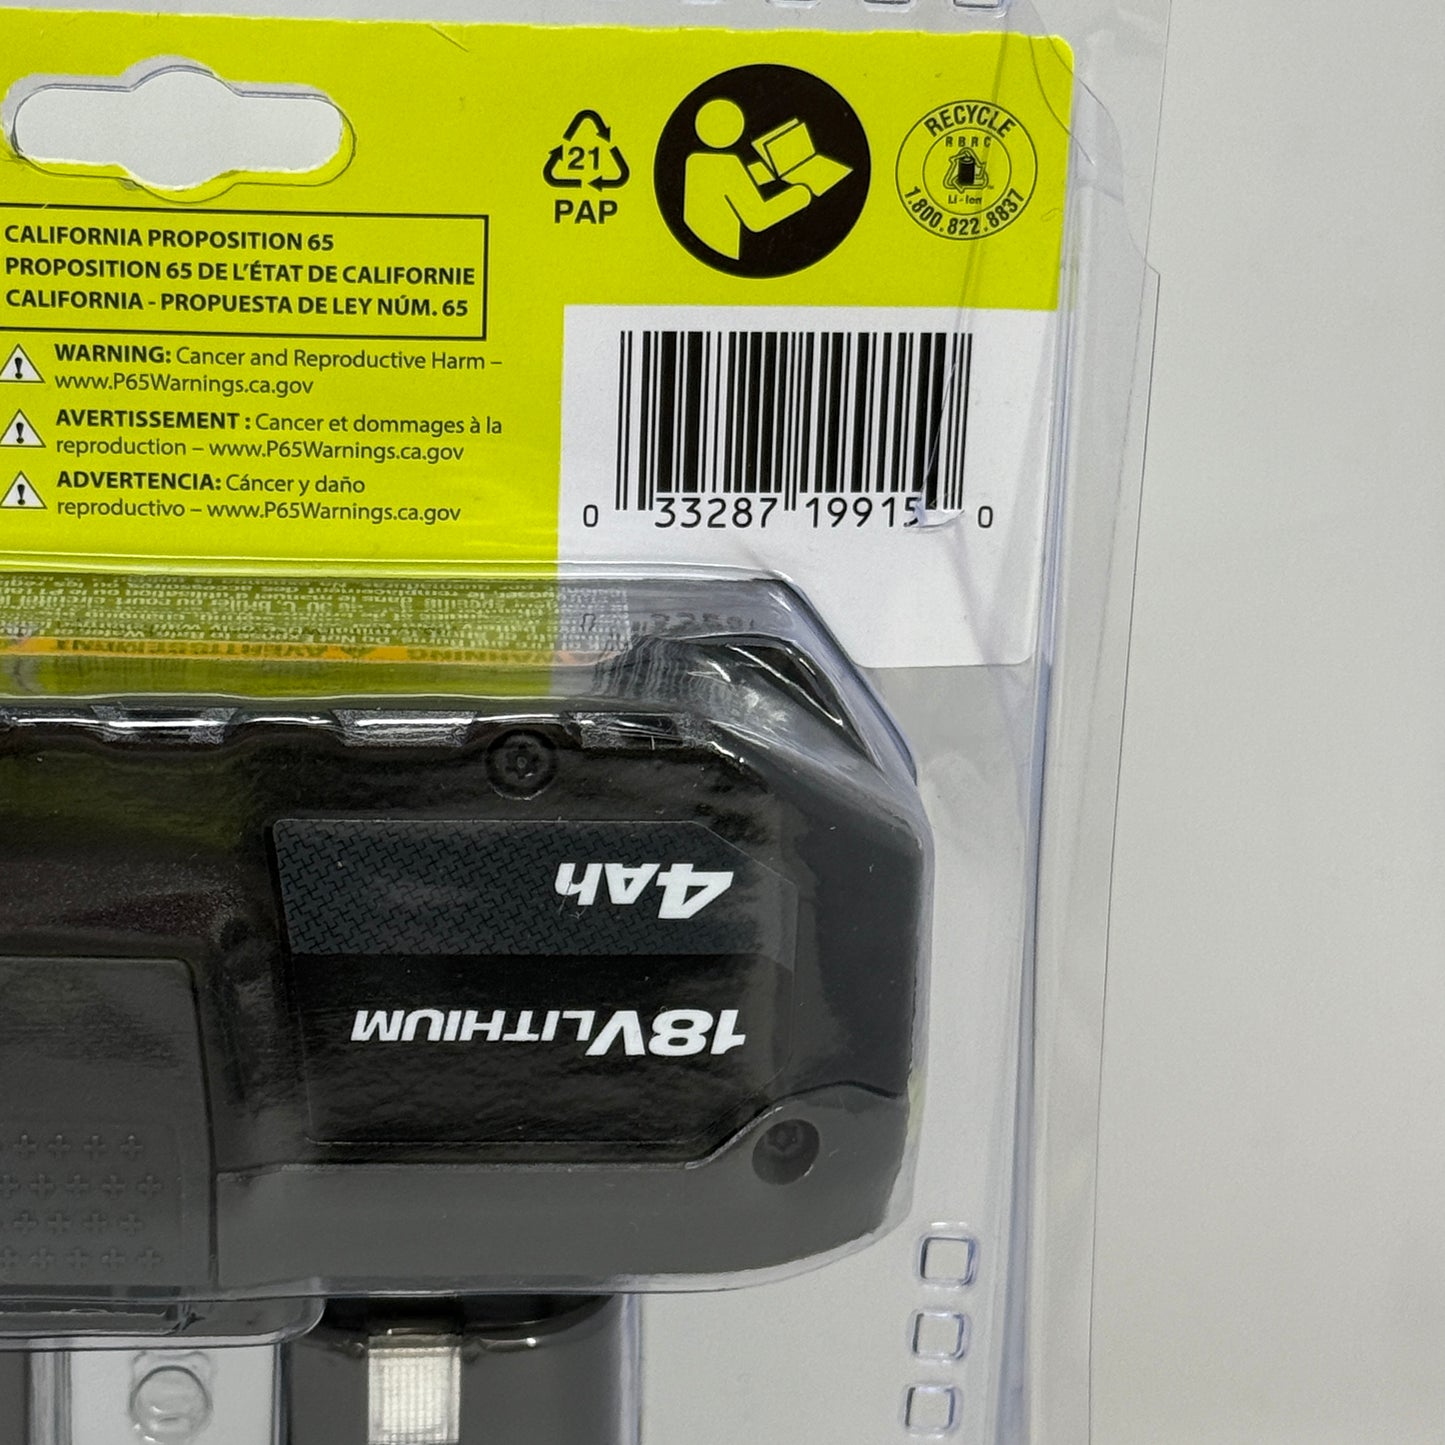 21
PAP
RECYCLE
RBRC
Li-Ion
1.800.822.8837
CALIFORNIA PROPOSITION 65
PROPOSITION 65 DE L'ÉTAT DE CALIFORNIE
CALIFORNIA - PROPUESTA DE LEY NÚM. 65
WARNING: Cancer and Reproductive Harm –
www.P65Warnings.ca.gov
AVERTISSEMENT : Cancer et dommages à la
reproduction – www.P65Warnings.ca.gov
ADVERTENCIA: Cáncer y daño
reproductivo – www.P65Warnings.ca.gov
0 33287 19915 0
4Ah
18V LITHIUM